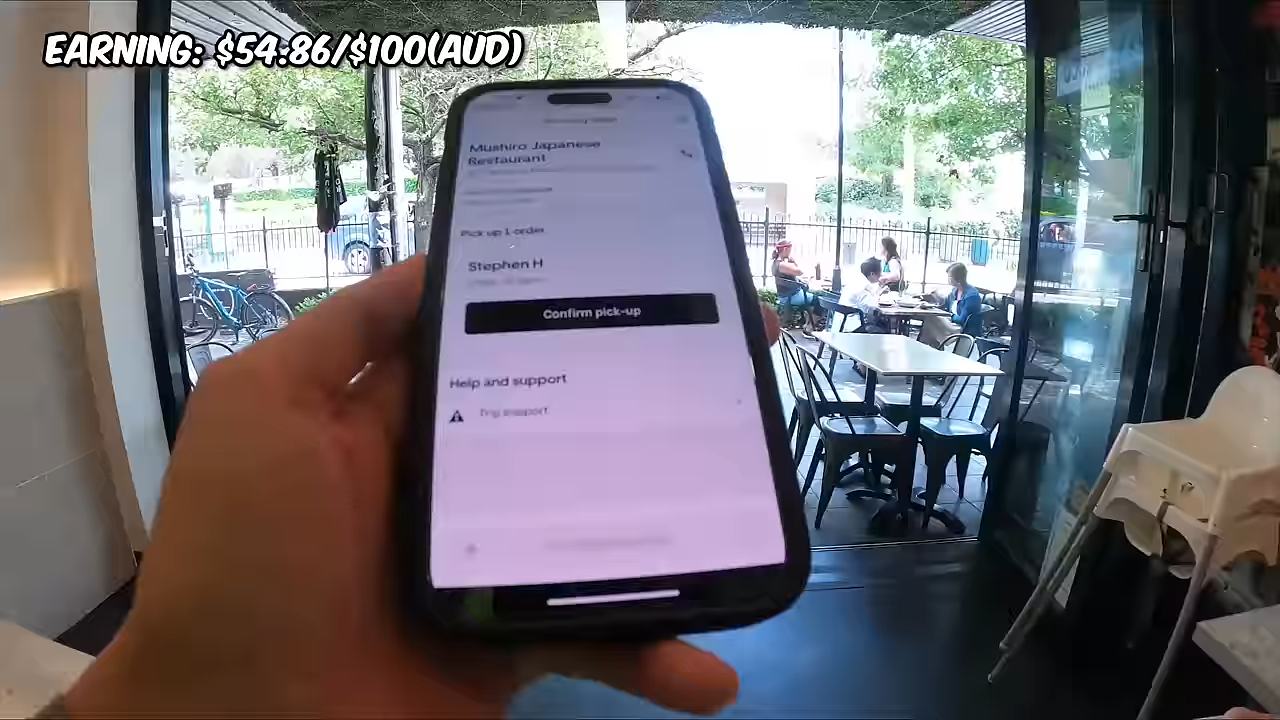 EARNING: $54.86/$100(AUD)
Mushiro Japanese
Restaurant
Pick up 1 order
Stephen H
Confirm pick-up
Help and support
Trip support